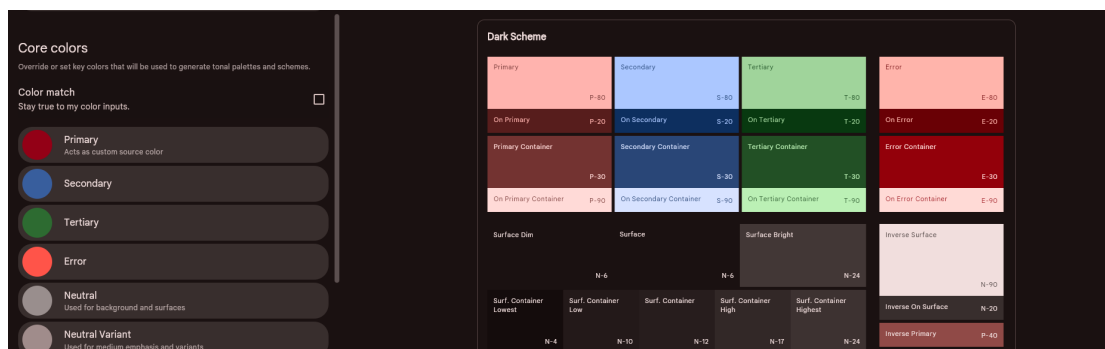 Core colors
Override or set key colors that will be used to generate tonal palettes and schemes.
Color match
Stay true to my color inputs.
Primary
Acts as custom source color
Secondary
Tertiary
Error
Neutral
Used for background and surfaces
Neutral Variant
Used for medium emphasis and variants
Dark Scheme
Primary
P-80
Secondary
S-80
Tertiary
T-80
Error
E-80
On Primary P-20
On Secondary S-20
On Tertiary T-20
On Error E-20
Primary Container
P-30
Secondary Container
S-30
Tertiary Container
T-30
Error Container
E-30
On Primary Container P-90
On Secondary Container S-90
On Tertiary Container T-90
On Error Container E-90
Surface Dim
N-6
Surface
N-6
Surface Bright
N-24
Inverse Surface
N-90
Surf. Container
Lowest
N-4
Surf. Container
Low
N-10
Surf. Container
N-12
Surf. Container
High
N-17
Surf. Container
Highest
N-24
Inverse On Surface N-20
Inverse Primary P-40